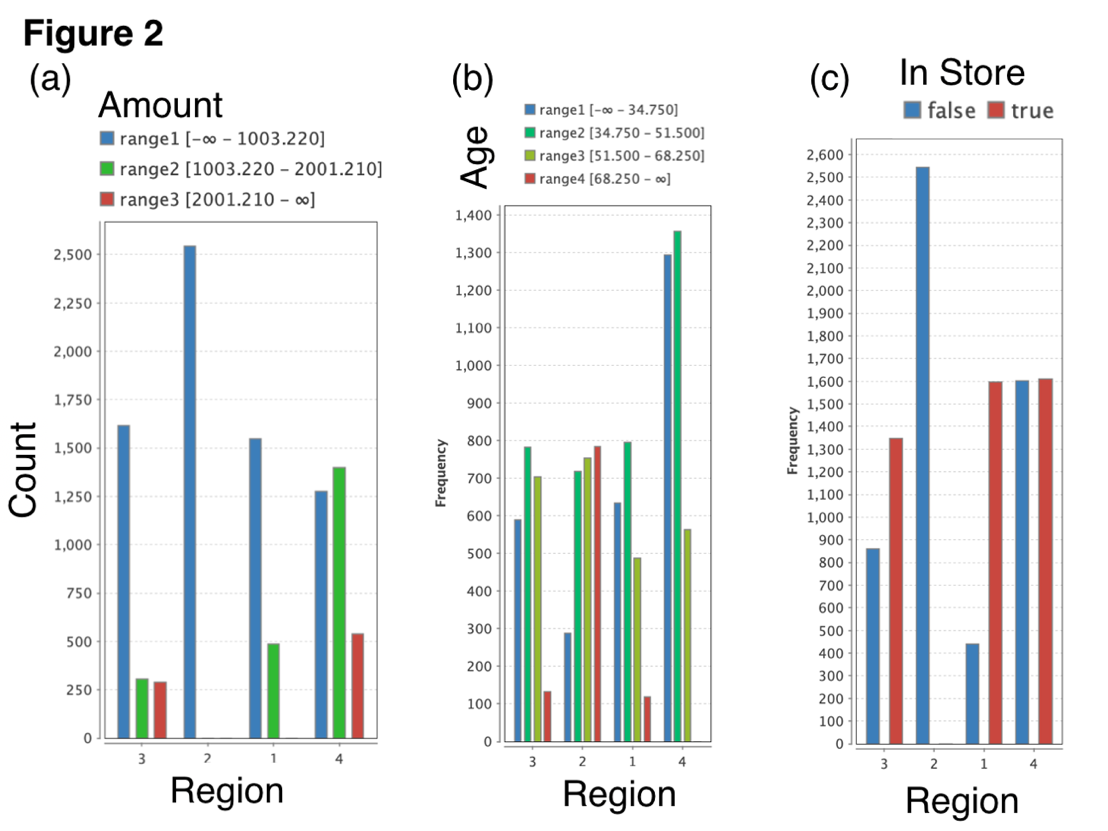 Figure 2
(a)
Amount
range1 [-∞ – 1003.220]
range2 [1003.220 – 2001.210]
range3 [2001.210 – ∞]
2,500
2,250
2,000
1,750
1,500
1,250
1,000
750
500
250
0
Count
3 2 1 4
Region
(b)
Age
range1 [-∞ – 34.750]
range2 [34.750 – 51.500]
range3 [51.500 – 68.250]
range4 [68.250 – ∞]
1,400
1,300
1,200
1,100
1,000
900
800
700
600
500
400
300
200
100
0
Frequency
3 2 1 4
Region
(c)
In Store
false true
2,600
2,500
2,400
2,300
2,200
2,100
2,000
1,900
1,800
1,700
1,600
1,500
1,400
1,300
1,200
1,100
1,000
900
800
700
600
500
400
300
200
100
0
Frequency
3 2 1 4
Region